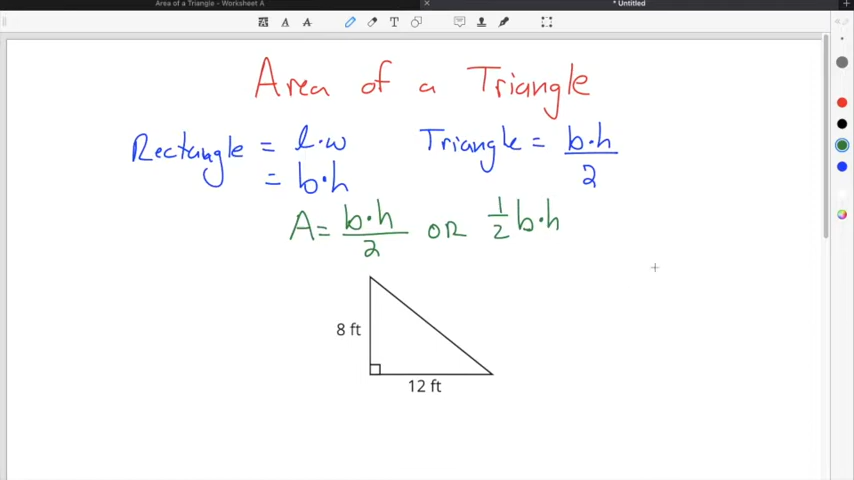 Area of a Triangle - Worksheet A
* Untitled
A A A T
Area of a Triangle
Rectangle = l·w Triangle = b·h/2
= b·h
A = b·h/2 OR 1/2 b·h
8 ft
12 ft